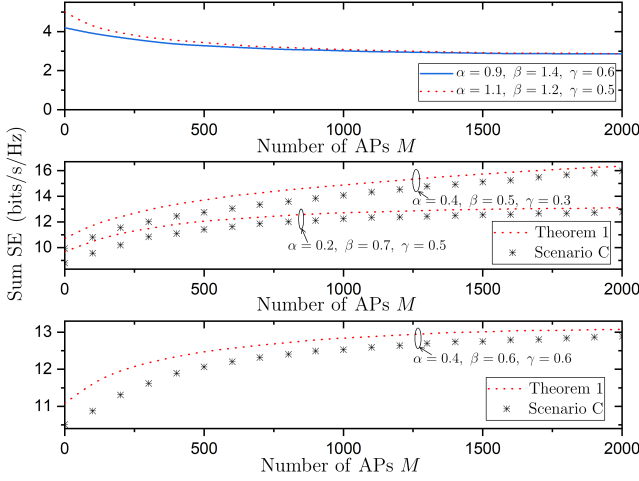 4
2
0
0 500 1000 1500 2000
α = 0.9, β = 1.4, γ = 0.6
α = 1.1, β = 1.2, γ = 0.5
Number of APs M
Sum SE (bits/s/Hz)
16
14
12
10
0 500 1000 1500 2000
α = 0.4, β = 0.5, γ = 0.3
α = 0.2, β = 0.7, γ = 0.5
Theorem 1
Scenario C
Number of APs M
13
12
11
0 500 1000 1500 2000
α = 0.4, β = 0.6, γ = 0.6
Theorem 1
Scenario C
Number of APs M